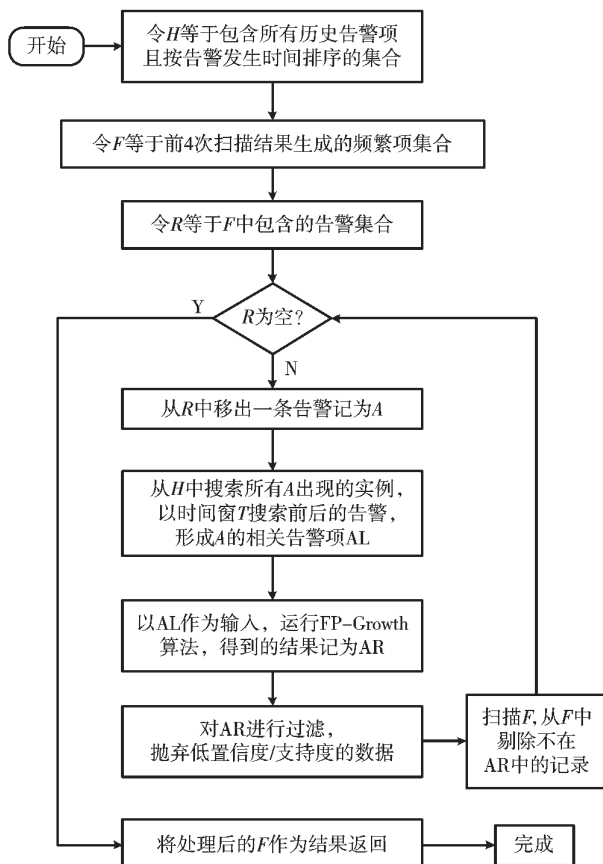 开始
令H等于包含所有历史告警项
且按告警发生时间排序的集合
令F等于前4次扫描结果生成的频繁项集合
令R等于F中包含的告警集合
Y
R为空?
N
从R中移出一条告警记为A
从H中搜索所有A出现的实例,
以时间窗T搜索前后的告警,
形成A的相关告警项AL
以AL作为输入，运行FP-Growth
算法，得到的结果记为AR
对AR进行过滤,
抛弃低置信度/支持度的数据
扫描F,从F中
剔除不在
AR中的记录
将处理后的F作为结果返回
完成